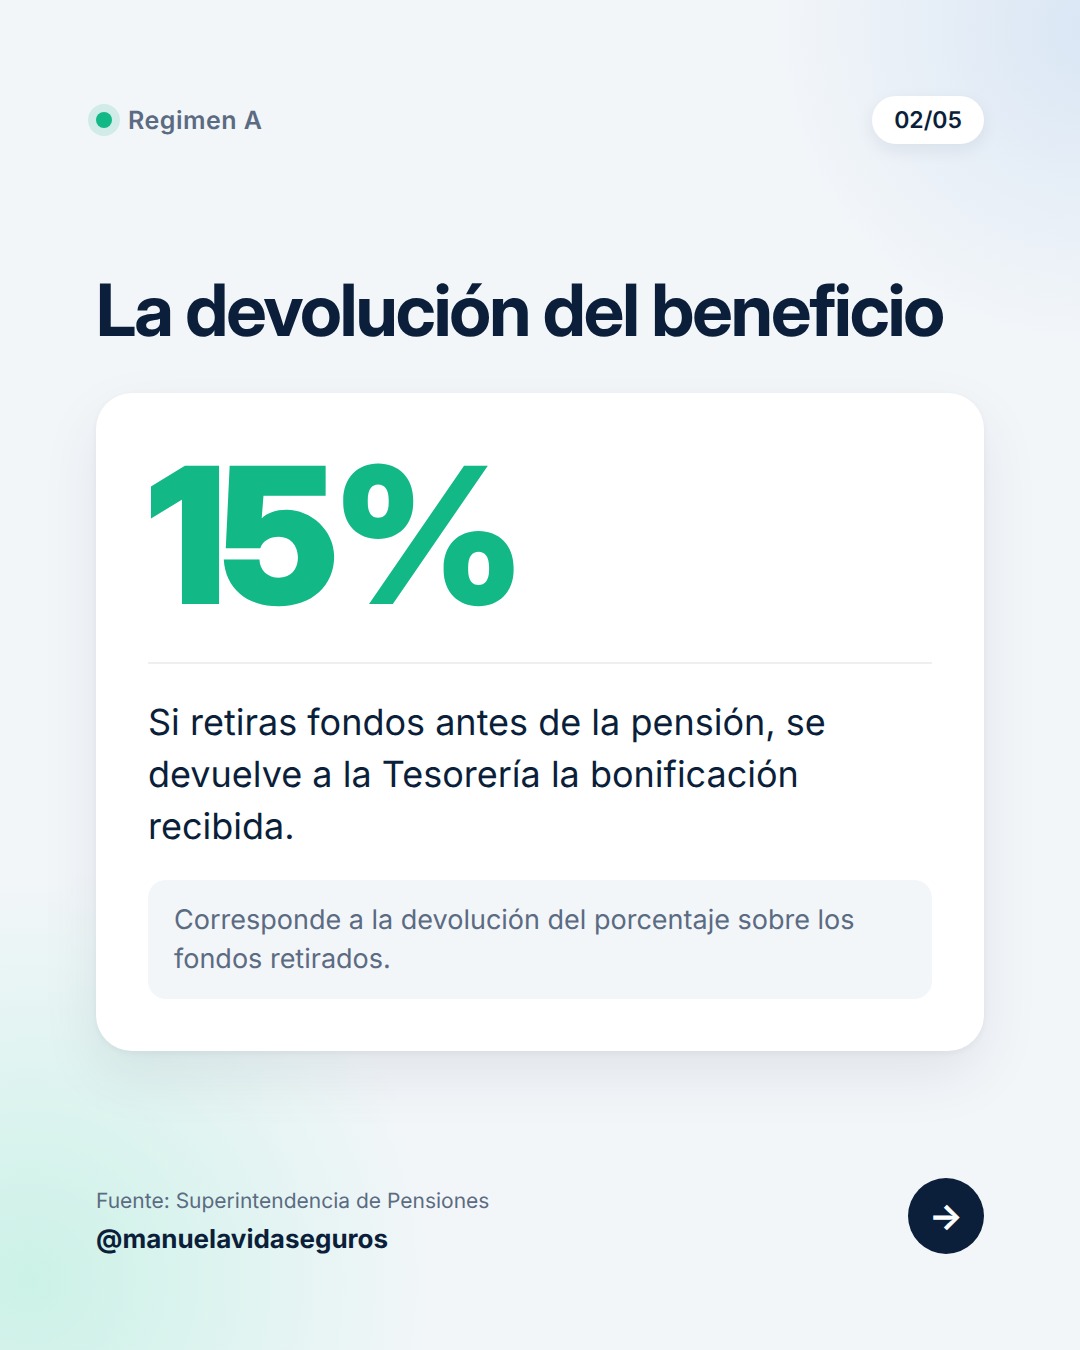 Regimen A
02/05
La devolución del beneficio
15%
Si retiras fondos antes de la pensión, se
devuelve a la Tesorería la bonificación
recibida.
Corresponde a la devolución del porcentaje sobre los
fondos retirados.
Fuente: Superintendencia de Pensiones
@manuelavidaseguros